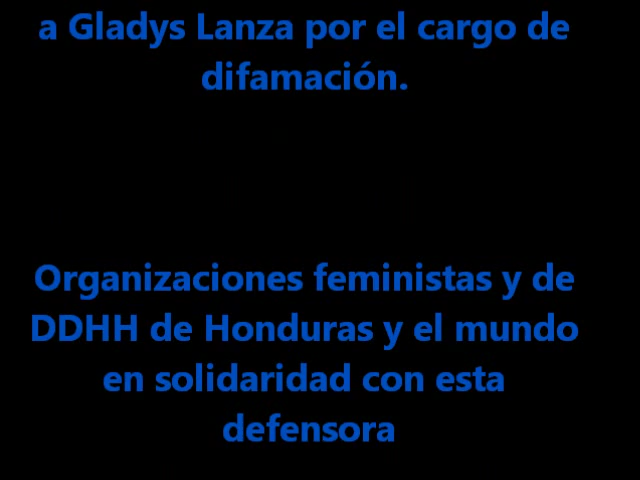 a Gladys Lanza por el cargo de
difamación.
Organizaciones feministas y de
DDHH de Honduras y el mundo
en solidaridad con esta
defensora